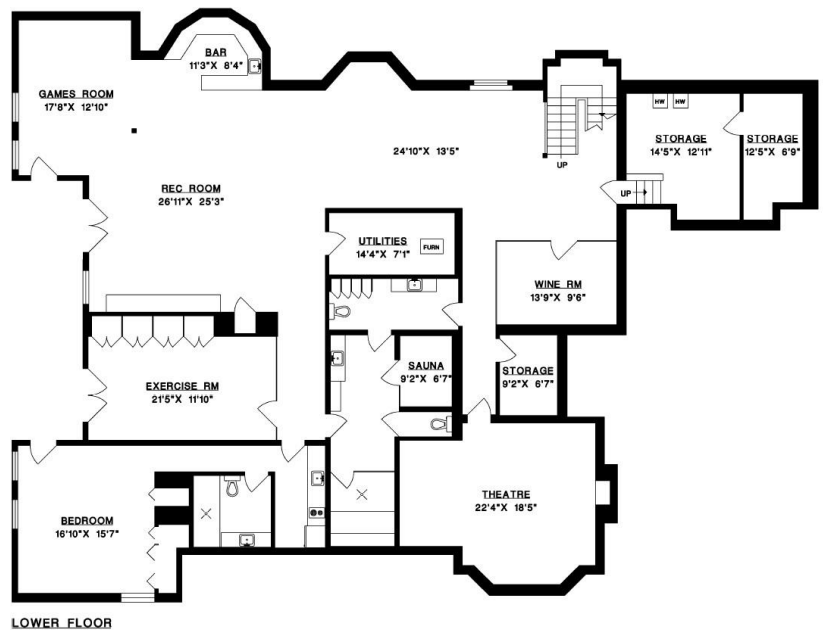 BAR
11'3" X 8'4"
GAMES ROOM
17'8"X 12'10"
HW HW
STORAGE
14'5"X 12'11"
STORAGE
12'5"X 6'9"
24'10"X 13'5"
UP
REC ROOM
26'11"X 25'3"
UP
UTILITIES
14'4"X 7'1"
FURN
WINE RM
13'9"X 9'6"
SAUNA
9'2"X 6'7"
STORAGE
9'2"X 6'7"
EXERCISE RM
21'5"X 11'10"
THEATRE
22'4"X 18'5"
BEDROOM
16'10"X 15'7"
LOWER FLOOR